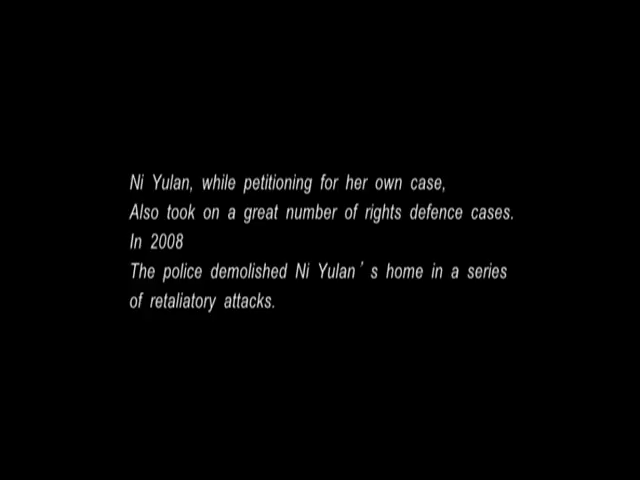 Ni Yulan, while petitioning for her own case,
Also took on a great number of rights defence cases.
In 2008
The police demolished Ni Yulan's home in a series
of retaliatory attacks.